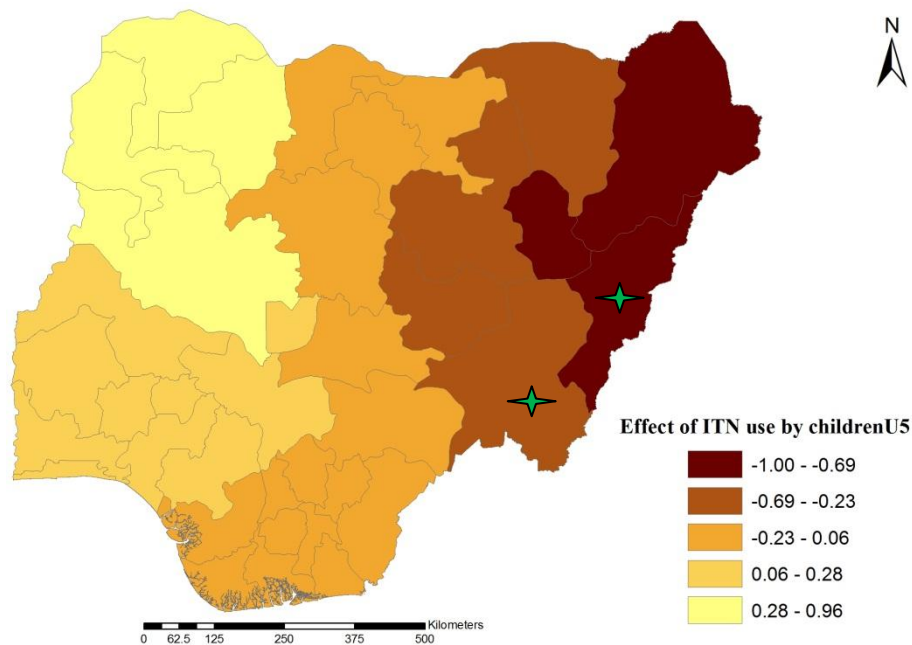 N
Effect of ITN use by childrenU5
-1.00 - -0.69
-0.69 - -0.23
-0.23 - 0.06
0.06 - 0.28
0.28 - 0.96
Kilometers
0 62.5 125 250 375 500